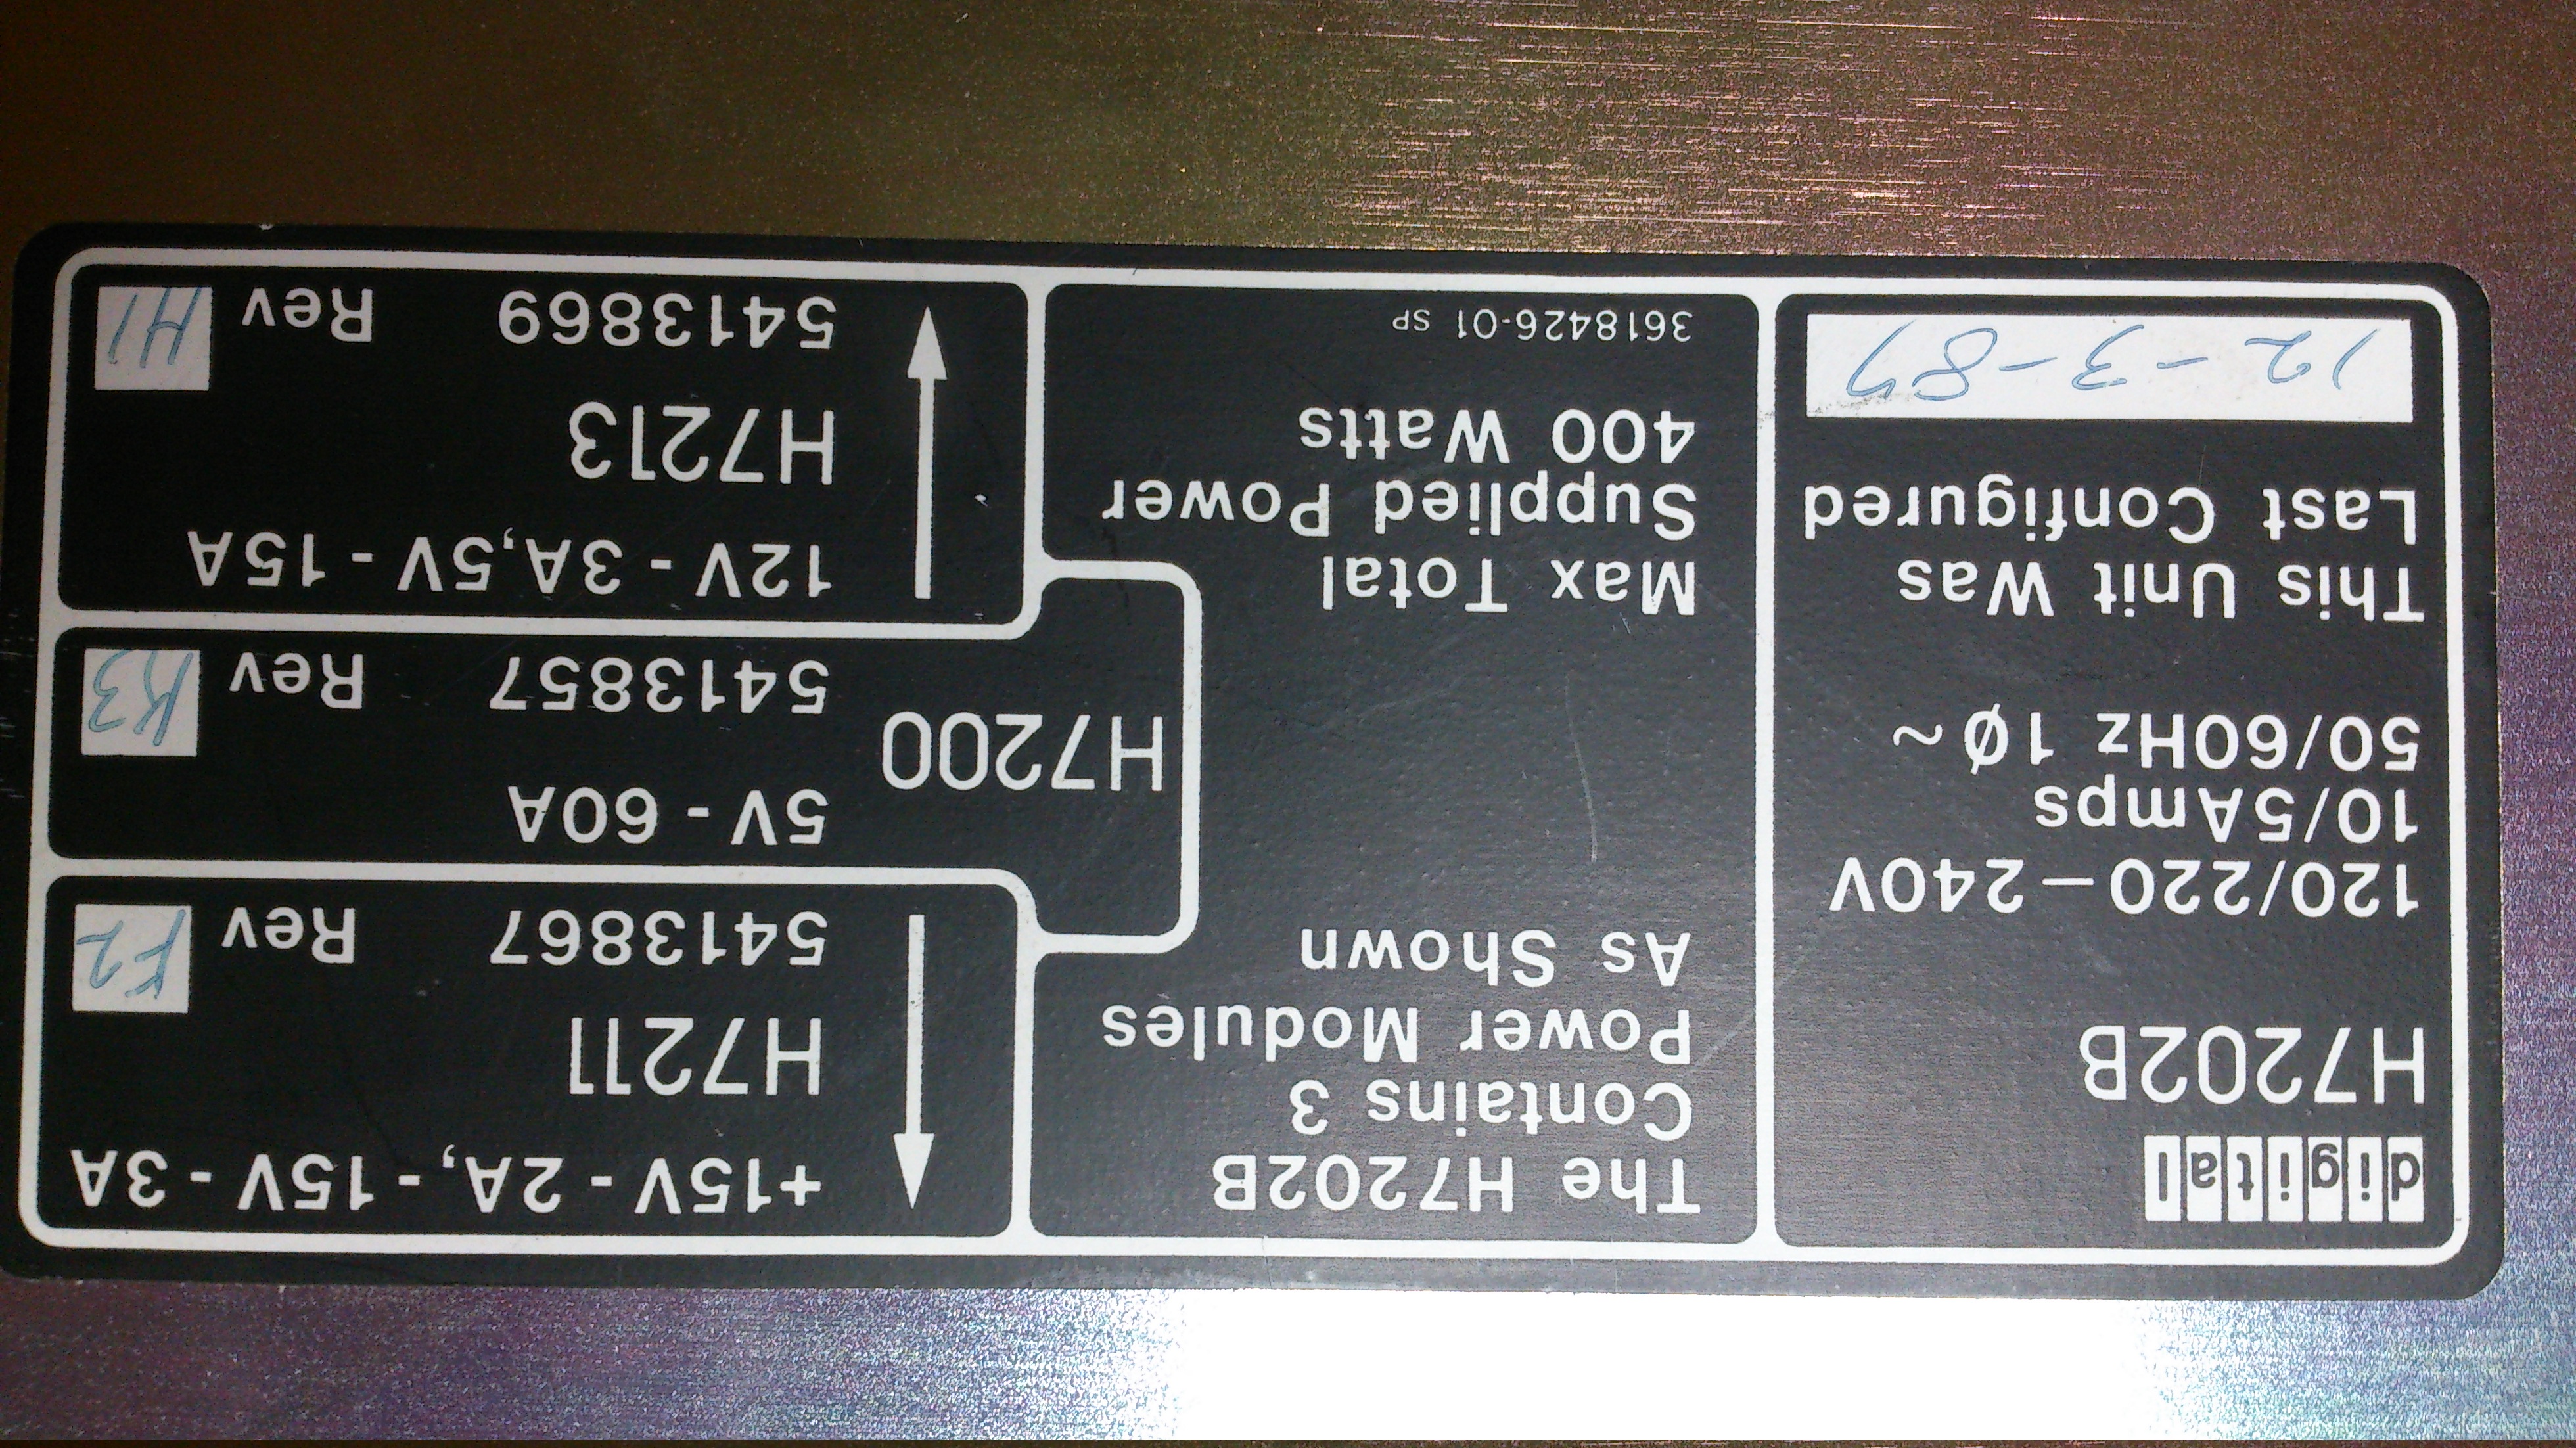 digital
H7202B
120/220-240V
10/5Amps
50/60Hz 1Ø~
This Unit Was
Last Configured
12-3-87
The H7202B
Contains 3
Power Modules
As Shown
Max Total
Supplied Power
400 Watts
3618426-01 SP
+15V - 2A, - 15V - 3A
H7211
5413867 Rev F2
H7200
5V - 60A
5413857 Rev K3
12V - 3A,5V - 15A
H7213
5413869 Rev H1